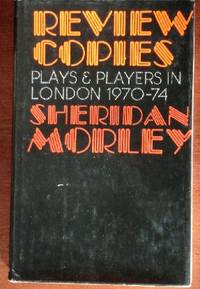 REVIEW
COPIES
PLAYS & PLAYERS IN
LONDON 1970-74
SHERIDAN
MORLEY